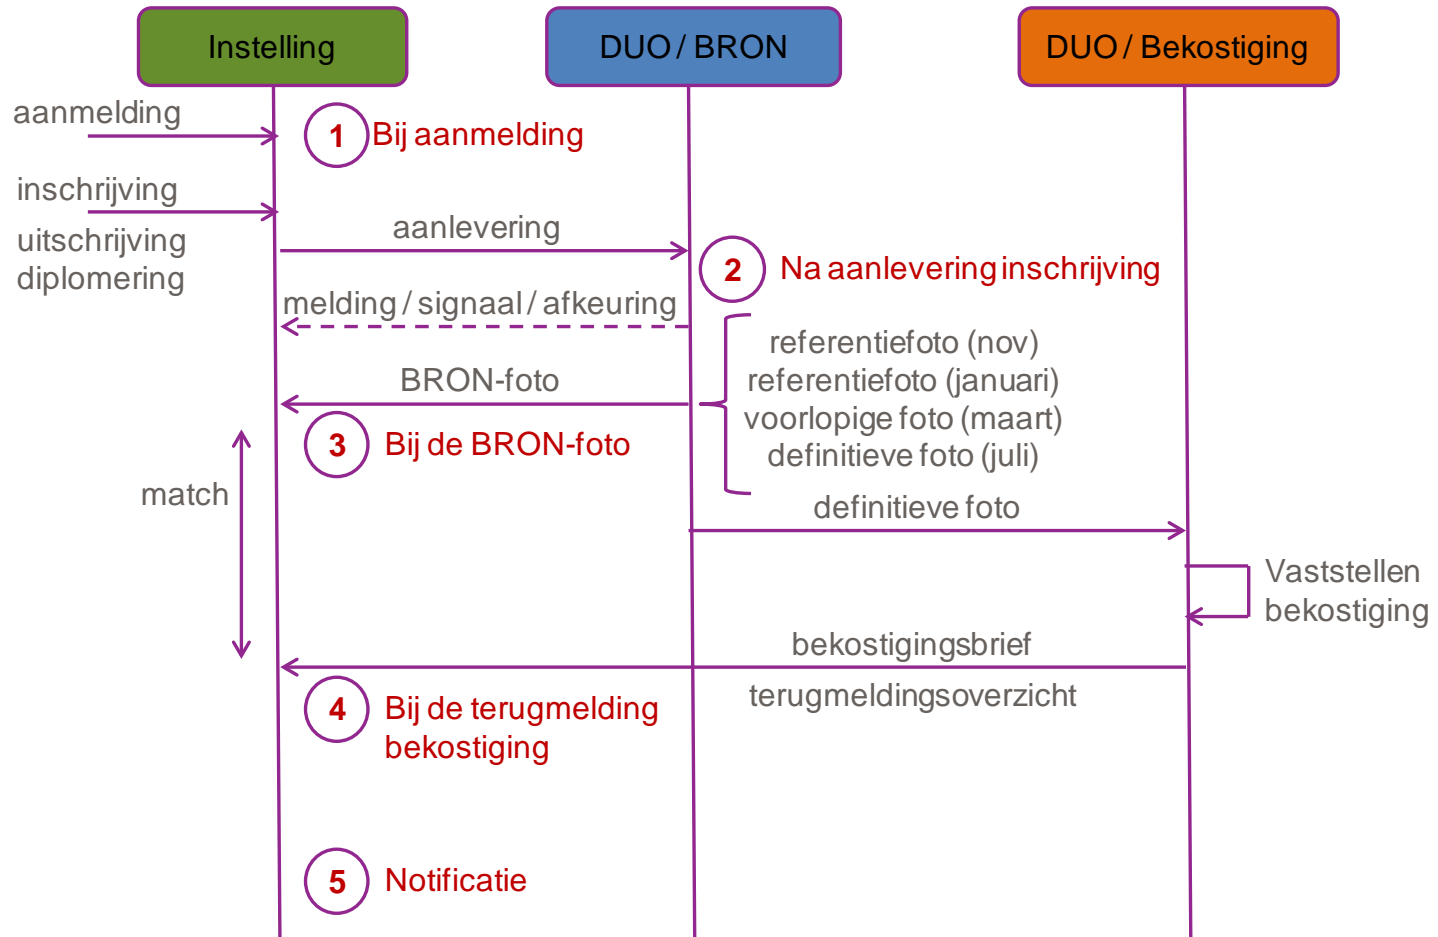 Instelling
DUO / BRON
DUO / Bekostiging
aanmelding
1
Bij aanmelding
inschrijving
uitschrijving
diplomering
aanlevering
2
Na aanlevering inschrijving
melding / signaal / afkeuring
referentiefoto (nov)
referentiefoto (januari)
voorlopige foto (maart)
definitieve foto (juli)
BRON-foto
3
Bij de BRON-foto
match
definitieve foto
Vaststellen
bekostiging
bekostigingsbrief
terugmeldingsoverzicht
4
Bij de terugmelding
bekostiging
5
Notificatie